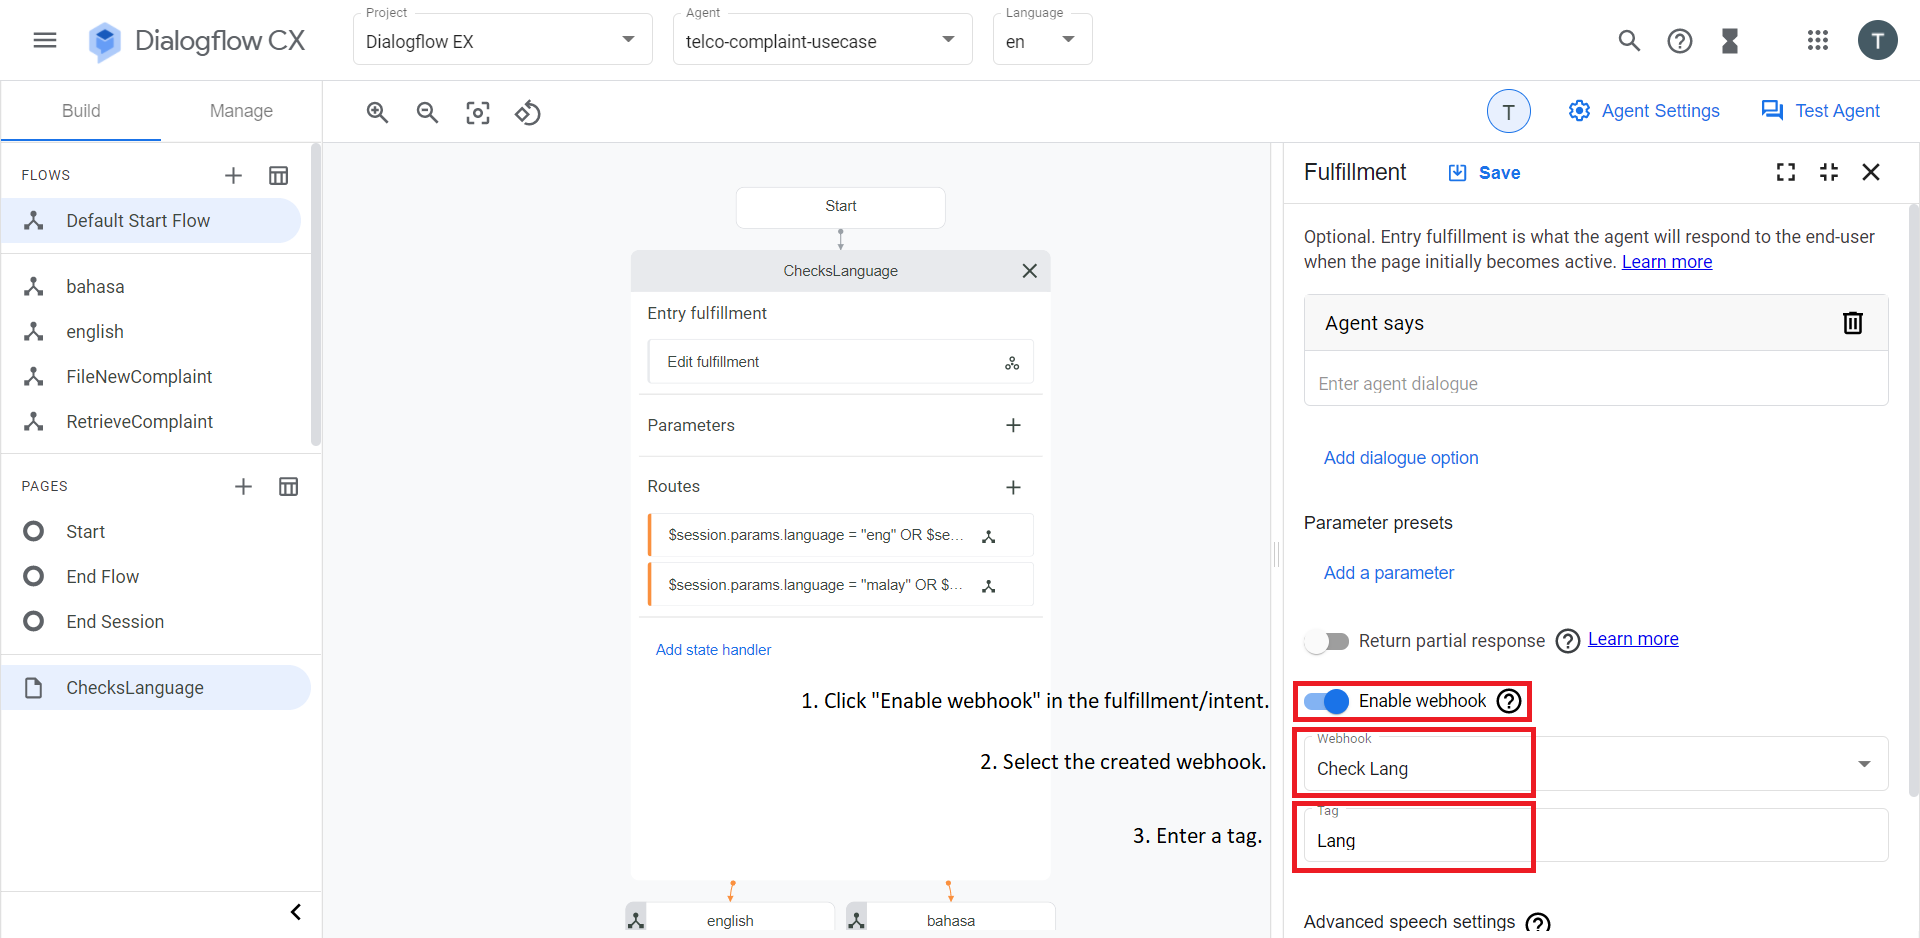 Dialogflow CX
Project
Dialogflow EX
Agent
telco-complaint-usecase
Language
en
T
Build
Manage
T
Agent Settings
Test Agent
FLOWS
Default Start Flow
bahasa
english
FileNewComplaint
RetrieveComplaint
PAGES
Start
End Flow
End Session
ChecksLanguage
Start
ChecksLanguage
Entry fulfillment
Edit fulfillment
Parameters
Routes
$session.params.language = "eng" OR $se...
$session.params.language = "malay" OR $...
Add state handler
1. Click "Enable webhook" in the fulfillment/intent.
2. Select the created webhook.
3. Enter a tag.
english
bahasa
Fulfillment
Save
Optional. Entry fulfillment is what the agent will respond to the end-user
when the page initially becomes active. Learn more
Agent says
Enter agent dialogue
Add dialogue option
Parameter presets
Add a parameter
Return partial response
Learn more
Enable webhook
Webhook
Check Lang
Tag
Lang
Advanced speech settings